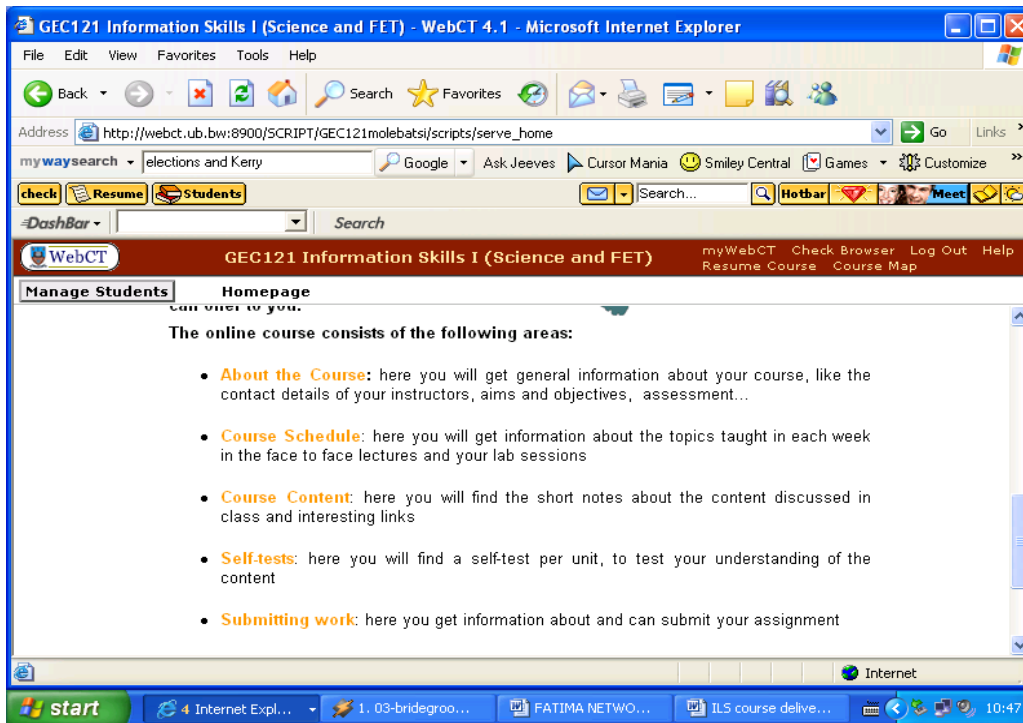 GEC121 Information Skills I (Science and FET) - WebCT 4.1 - Microsoft Internet Explorer
File Edit View Favorites Tools Help
Back Search Favorites
Address http://webct.ub.bw:8900/SCRIPT/GEC121molebatsi/scripts/serve_home Go Links »
mywaysearch elections and Kerry Google Ask Jeeves Cursor Mania Smiley Central Games Customize »
check Resume Students Search... Hotbar Meet
DashBar Search
WebCT GEC121 Information Skills I (Science and FET) myWebCT Check Browser Log Out Help
Resume Course Course Map
Manage Students Homepage
can offer to you.
The online course consists of the following areas:
• About the Course: here you will get general information about your course, like the
contact details of your instructors, aims and objectives, assessment...
• Course Schedule: here you will get information about the topics taught in each week
in the face to face lectures and your lab sessions
• Course Content: here you will find the short notes about the content discussed in
class and interesting links
• Self-tests: here you will find a self-test per unit, to test your understanding of the
content
• Submitting work: here you get information about and can submit your assignment
Internet
start 4 Internet Expl... 1. 03-bridegroo... FATIMA NETWO... ILS course delive... 10:47